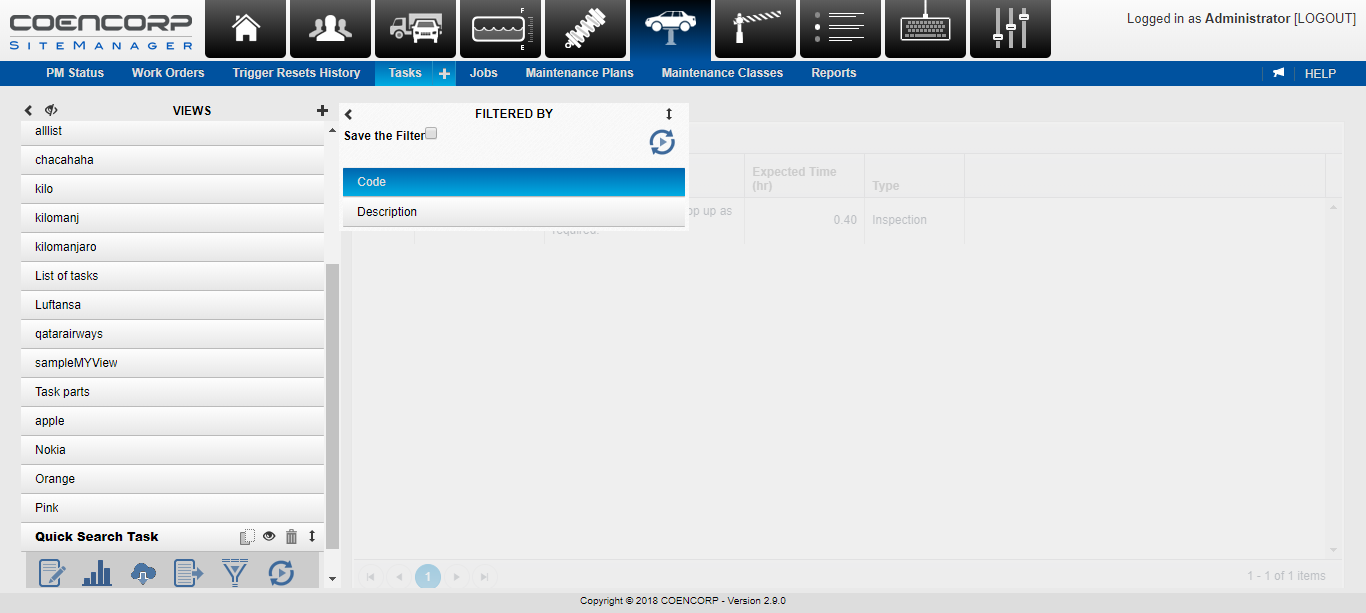 COENCORP
SITEMANAGER
F
E
Logged in as Administrator [LOGOUT]
PM Status
Work Orders
Trigger Resets History
Tasks
+
Jobs
Maintenance Plans
Maintenance Classes
Reports
HELP
VIEWS
alllist
chacahaha
kilo
kilomanj
kilomanjaro
List of tasks
Luftansa
qatarairways
sampleMYView
Task parts
apple
Nokia
Orange
Pink
Quick Search Task
FILTERED BY
Save the Filter
Code
Description
Expected Time
(hr)
Type
op up as
required.
0.40
Inspection
1
1 - 1 of 1 items
Copyright © 2018 COENCORP - Version 2.9.0